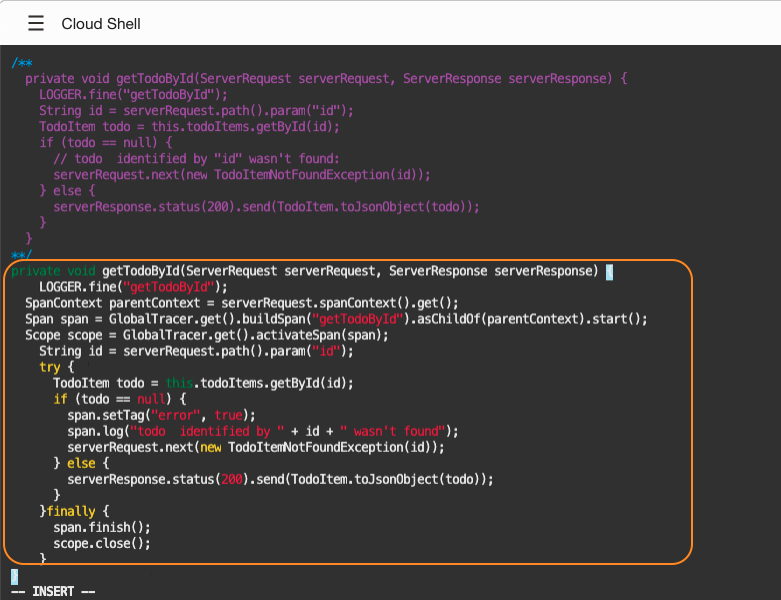 ☰ Cloud Shell
/**
  private void getTodoById(ServerRequest serverRequest, ServerResponse serverResponse) {
    LOGGER.fine("getTodoById");
    String id = serverRequest.path().param("id");
    TodoItem todo = this.todoItems.getById(id);
    if (todo == null) {
      // todo  identified by "id" wasn't found:
      serverRequest.next(new TodoItemNotFoundException(id));
    } else {
      serverResponse.status(200).send(TodoItem.toJsonObject(todo));
    }
  }
**/
private void getTodoById(ServerRequest serverRequest, ServerResponse serverResponse) {
    LOGGER.fine("getTodoById");
  SpanContext parentContext = serverRequest.spanContext().get();
  Span span = GlobalTracer.get().buildSpan("getTodoById").asChildOf(parentContext).start();
  Scope scope = GlobalTracer.get().activateSpan(span);
    String id = serverRequest.path().param("id");
    try {
      TodoItem todo = this.todoItems.getById(id);
      if (todo == null) {
        span.setTag("error", true);
        span.log("todo  identified by " + id + " wasn't found");
        serverRequest.next(new TodoItemNotFoundException(id));
      } else {
        serverResponse.status(200).send(TodoItem.toJsonObject(todo));
      }
    }finally {
      span.finish();
      scope.close();
    }
}
-- INSERT --